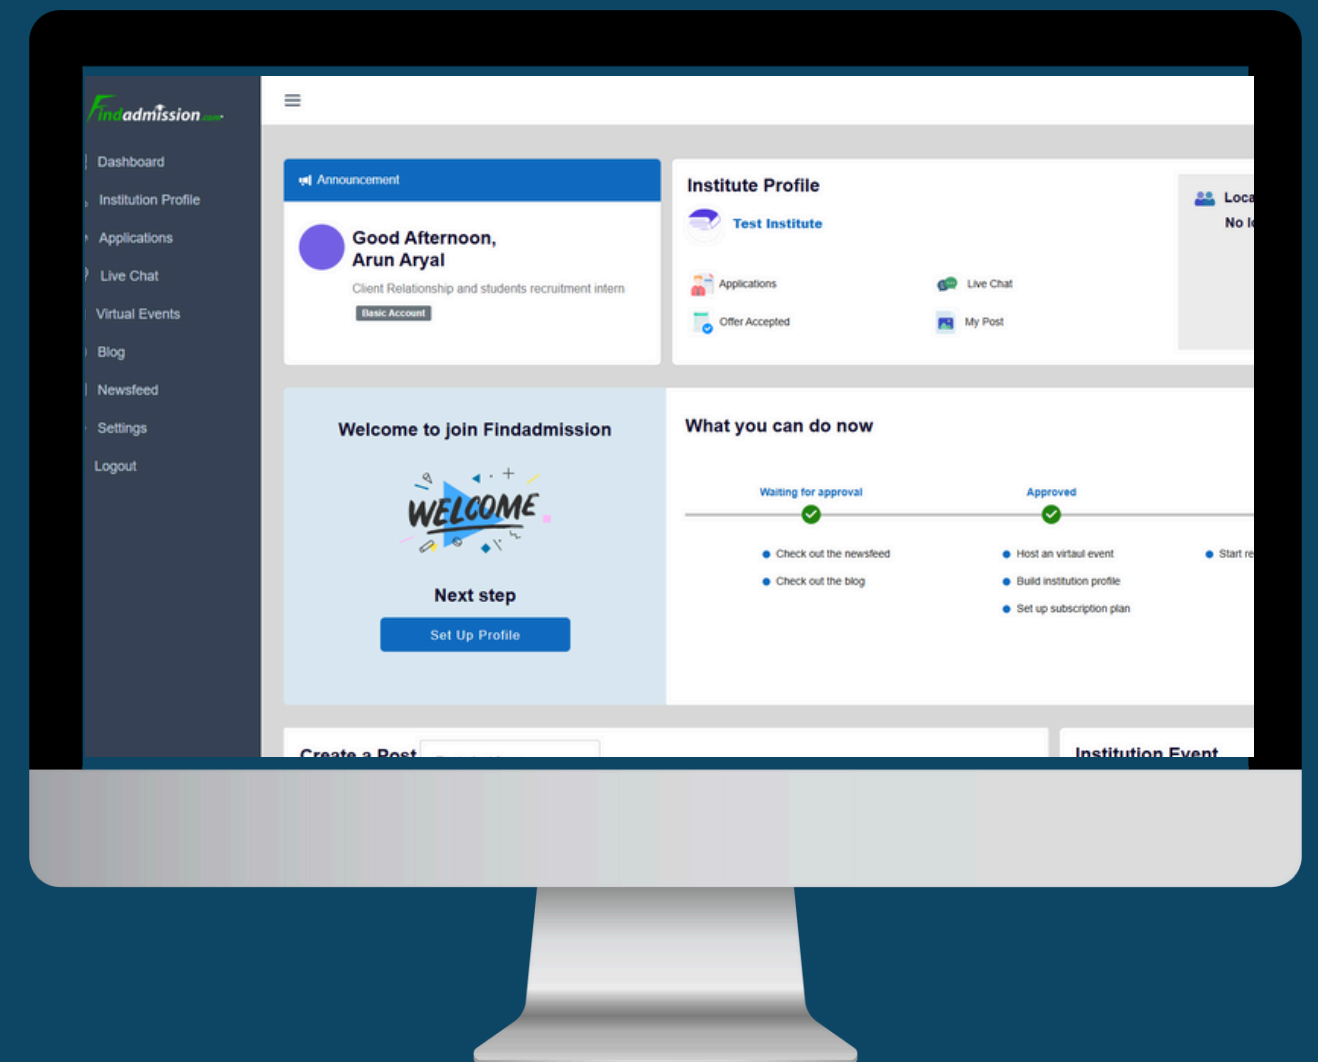 Findadmission.com
Dashboard
Institution Profile
Applications
Live Chat
Virtual Events
Blog
Newsfeed
Settings
Logout
Announcement
Good Afternoon,
Arun Aryal
Client Relationship and students recruitment intern
Basic Account
Institute Profile
Test Institute
Applications
Live Chat
Offer Accepted
My Post
No
Welcome to join Findadmission
WELCOME
Next step
Set Up Profile
What you can do now
Waiting for approval
Approved
Check out the newsfeed
Check out the blog
Host an virtaul event
Build institution profile
Set up subscription plan
Start
Create a Post
Institution Event